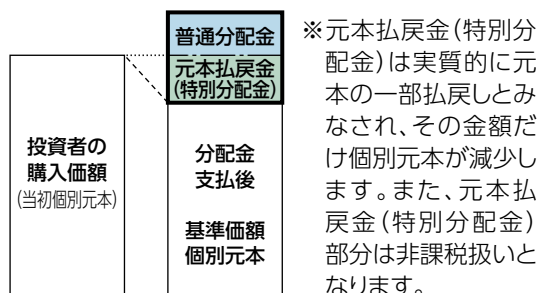 普通分配金
元本払戻金
(特別分配金)
投資者の
購入価額
(当初個別元本)
分配金
支払後
基準価額
個別元本
※元本払戻金(特別分
配金)は実質的に元
本の一部払戻しとみ
なされ、その金額だ
け個別元本が減少し
ます。また、元本払
戻金(特別分配金)
部分は非課税扱いと
なります。